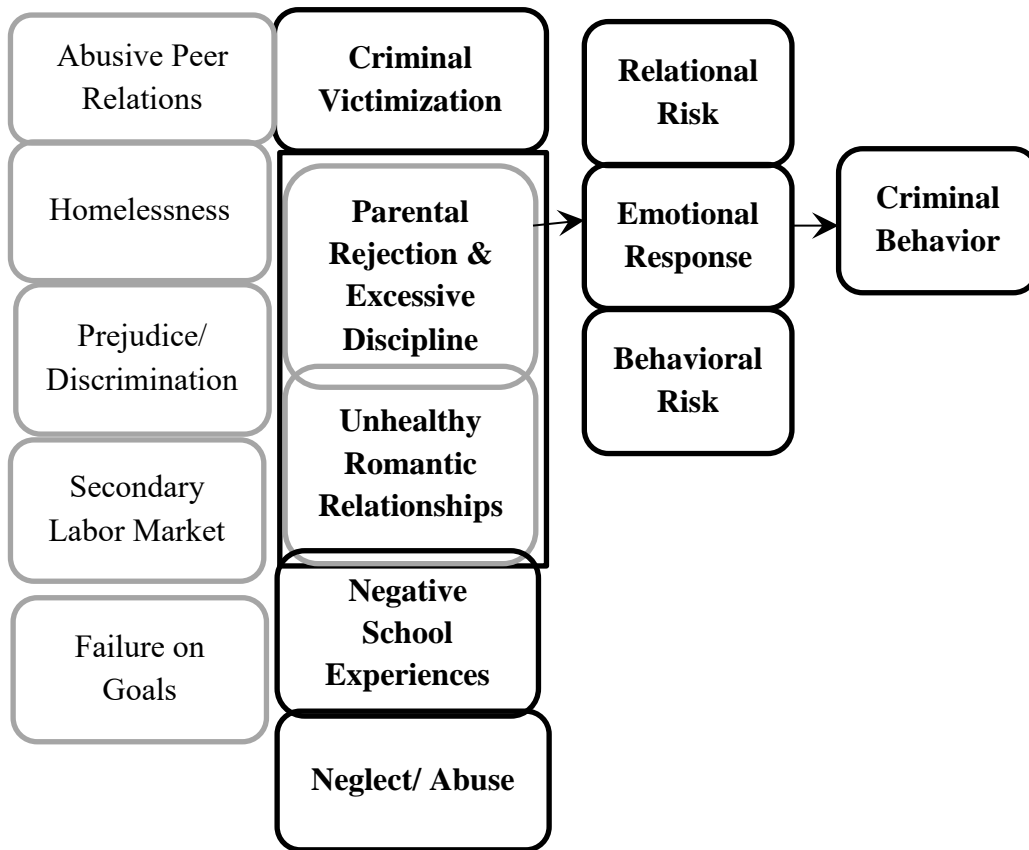 Abusive Peer
Relations
Homelessness
Prejudice/
Discrimination
Secondary
Labor Market
Failure on
Goals
Criminal
Victimization
Parental
Rejection &
Excessive
Discipline
Unhealthy
Romantic
Relationships
Negative
School
Experiences
Neglect/ Abuse
Relational
Risk
Emotional
Response
Behavioral
Risk
Criminal
Behavior